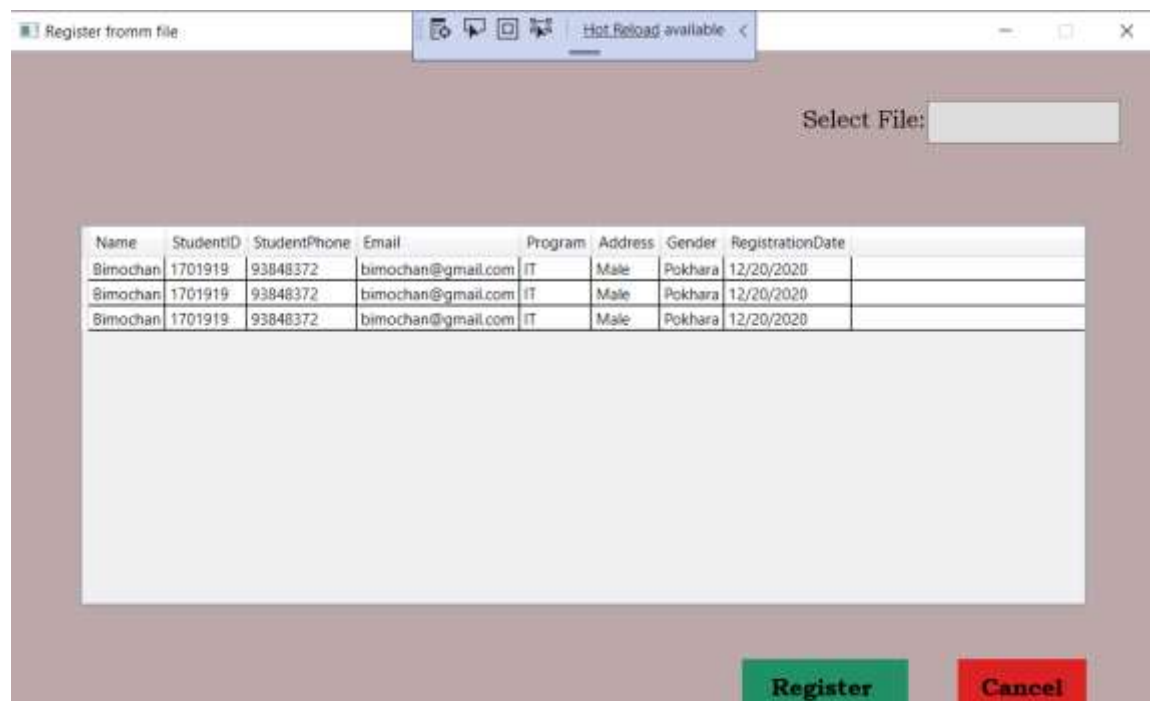 Register fromm file
Hot Reload available
Select File:
Name StudentID StudentPhone Email Program Address Gender RegistrationDate
Bimochan 1701919 93848372 bimochan@gmail.com IT Male Pokhara 12/20/2020
Bimochan 1701919 93848372 bimochan@gmail.com IT Male Pokhara 12/20/2020
Bimochan 1701919 93848372 bimochan@gmail.com IT Male Pokhara 12/20/2020
Register Cancel